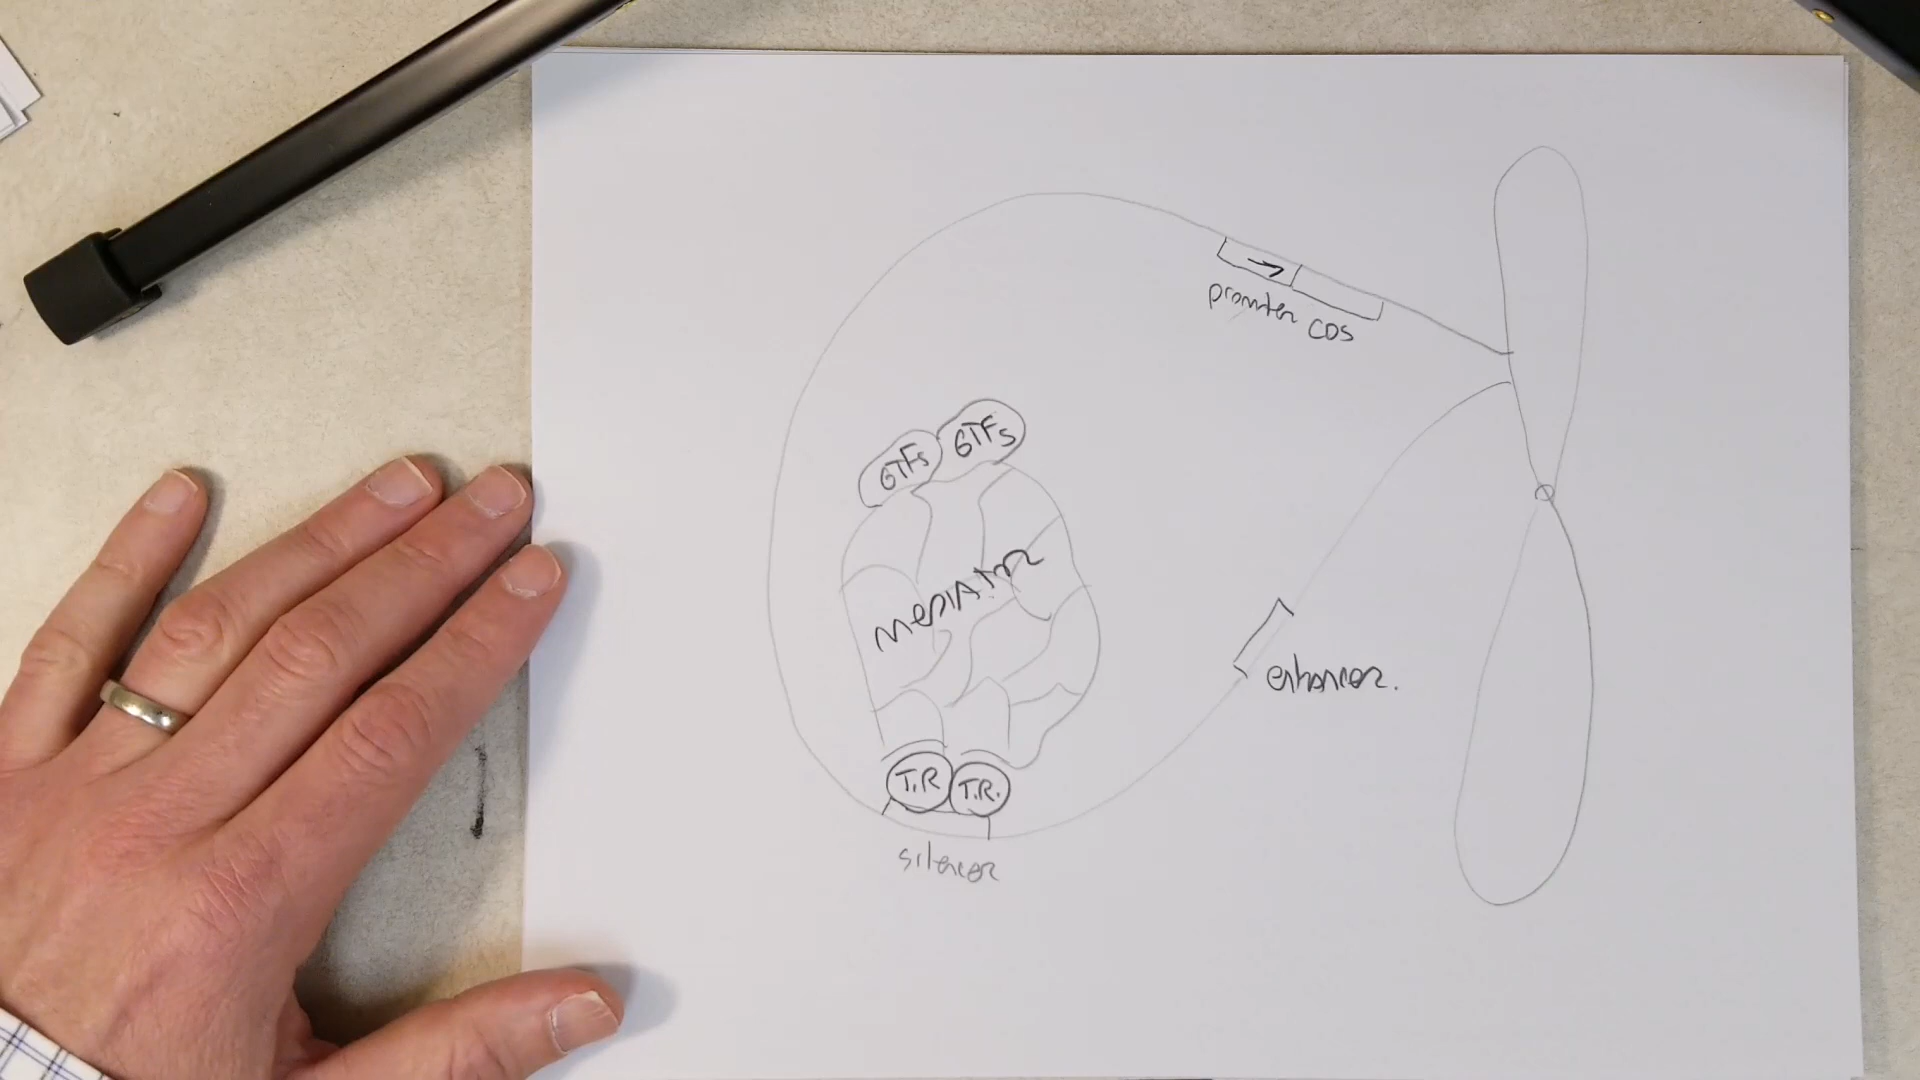 promoter
CDS
GTFs GTFs
MEDIATOR
enhancer.
T.R T.R.
silencer